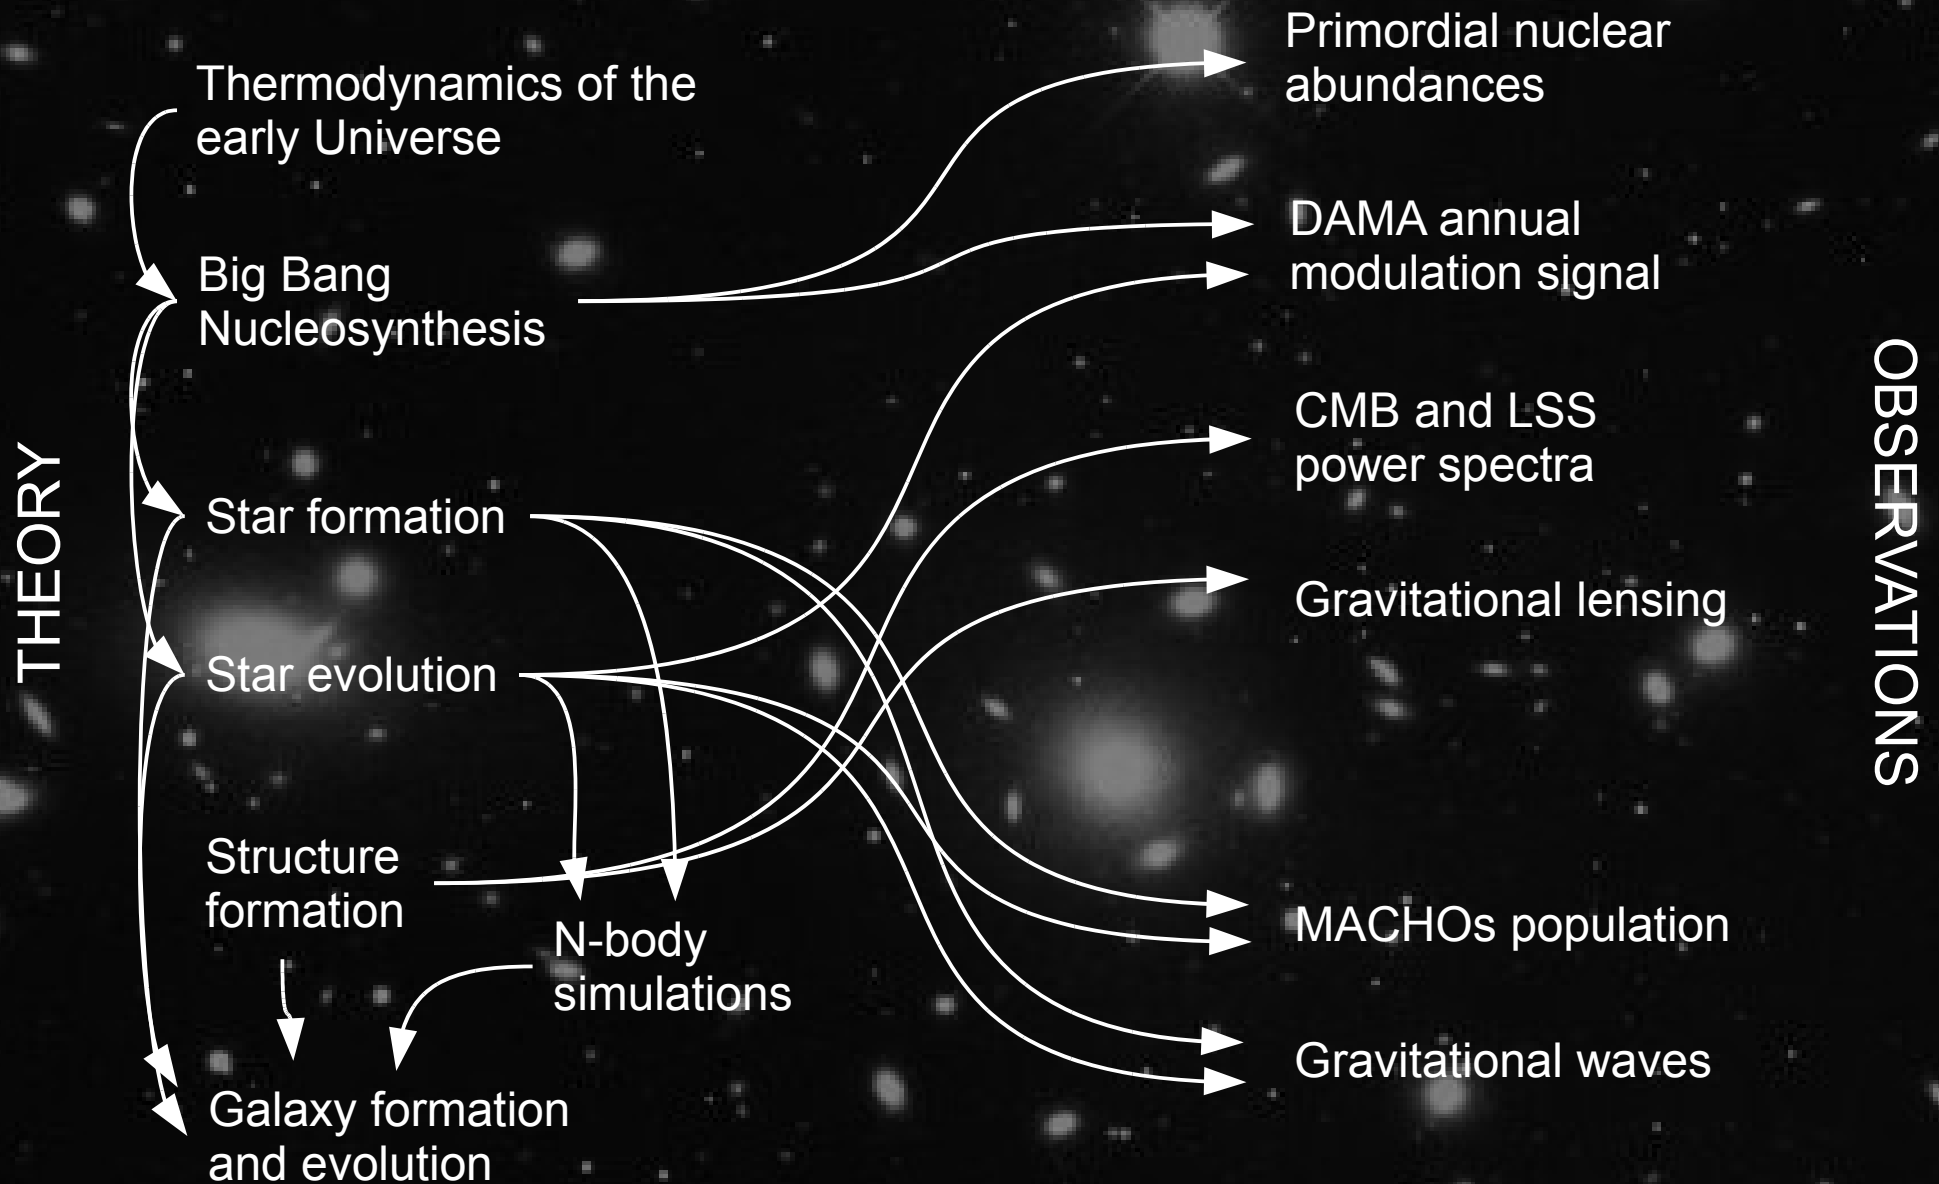 THEORY
Thermodynamics of the
early Universe
Big Bang
Nucleosynthesis
Star formation
Star evolution
Structure
formation
N-body
simulations
Galaxy formation
and evolution
Primordial nuclear
abundances
DAMA annual
modulation signal
CMB and LSS
power spectra
Gravitational lensing
MACHOs population
Gravitational waves
OBSERVATIONS